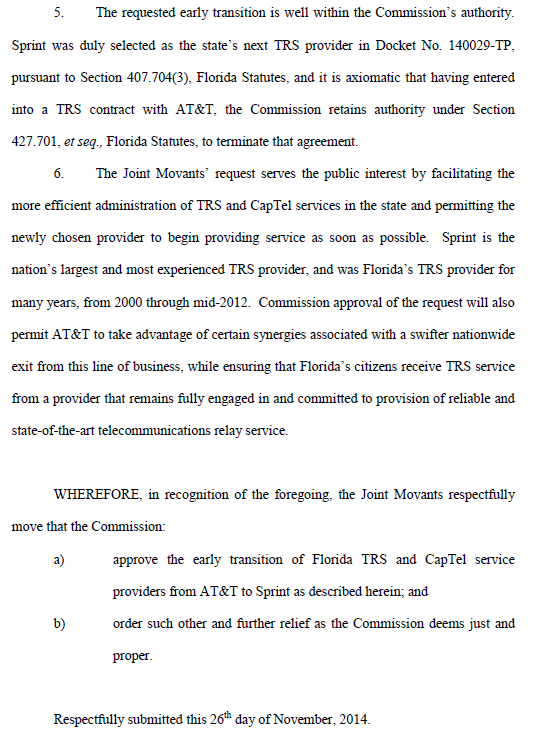 5. The requested early transition is well within the Commission’s authority.
Sprint was duly selected as the state’s next TRS provider in Docket No. 140029-TP,
pursuant to Section 407.704(3), Florida Statutes, and it is axiomatic that having entered
into a TRS contract with AT&T, the Commission retains authority under Section
427.701, et seq., Florida Statutes, to terminate that agreement.
6. The Joint Movants’ request serves the public interest by facilitating the
more efficient administration of TRS and CapTel services in the state and permitting the
newly chosen provider to begin providing service as soon as possible. Sprint is the
nation’s largest and most experienced TRS provider, and was Florida’s TRS provider for
many years, from 2000 through mid-2012. Commission approval of the request will also
permit AT&T to take advantage of certain synergies associated with a swifter nationwide
exit from this line of business, while ensuring that Florida’s citizens receive TRS service
from a provider that remains fully engaged in and committed to provision of reliable and
state-of-the-art telecommunications relay service.
WHEREFORE, in recognition of the foregoing, the Joint Movants respectfully
move that the Commission:
a) approve the early transition of Florida TRS and CapTel service
providers from AT&T to Sprint as described herein; and
b) order such other and further relief as the Commission deems just and
proper.
Respectfully submitted this 26th day of November, 2014.